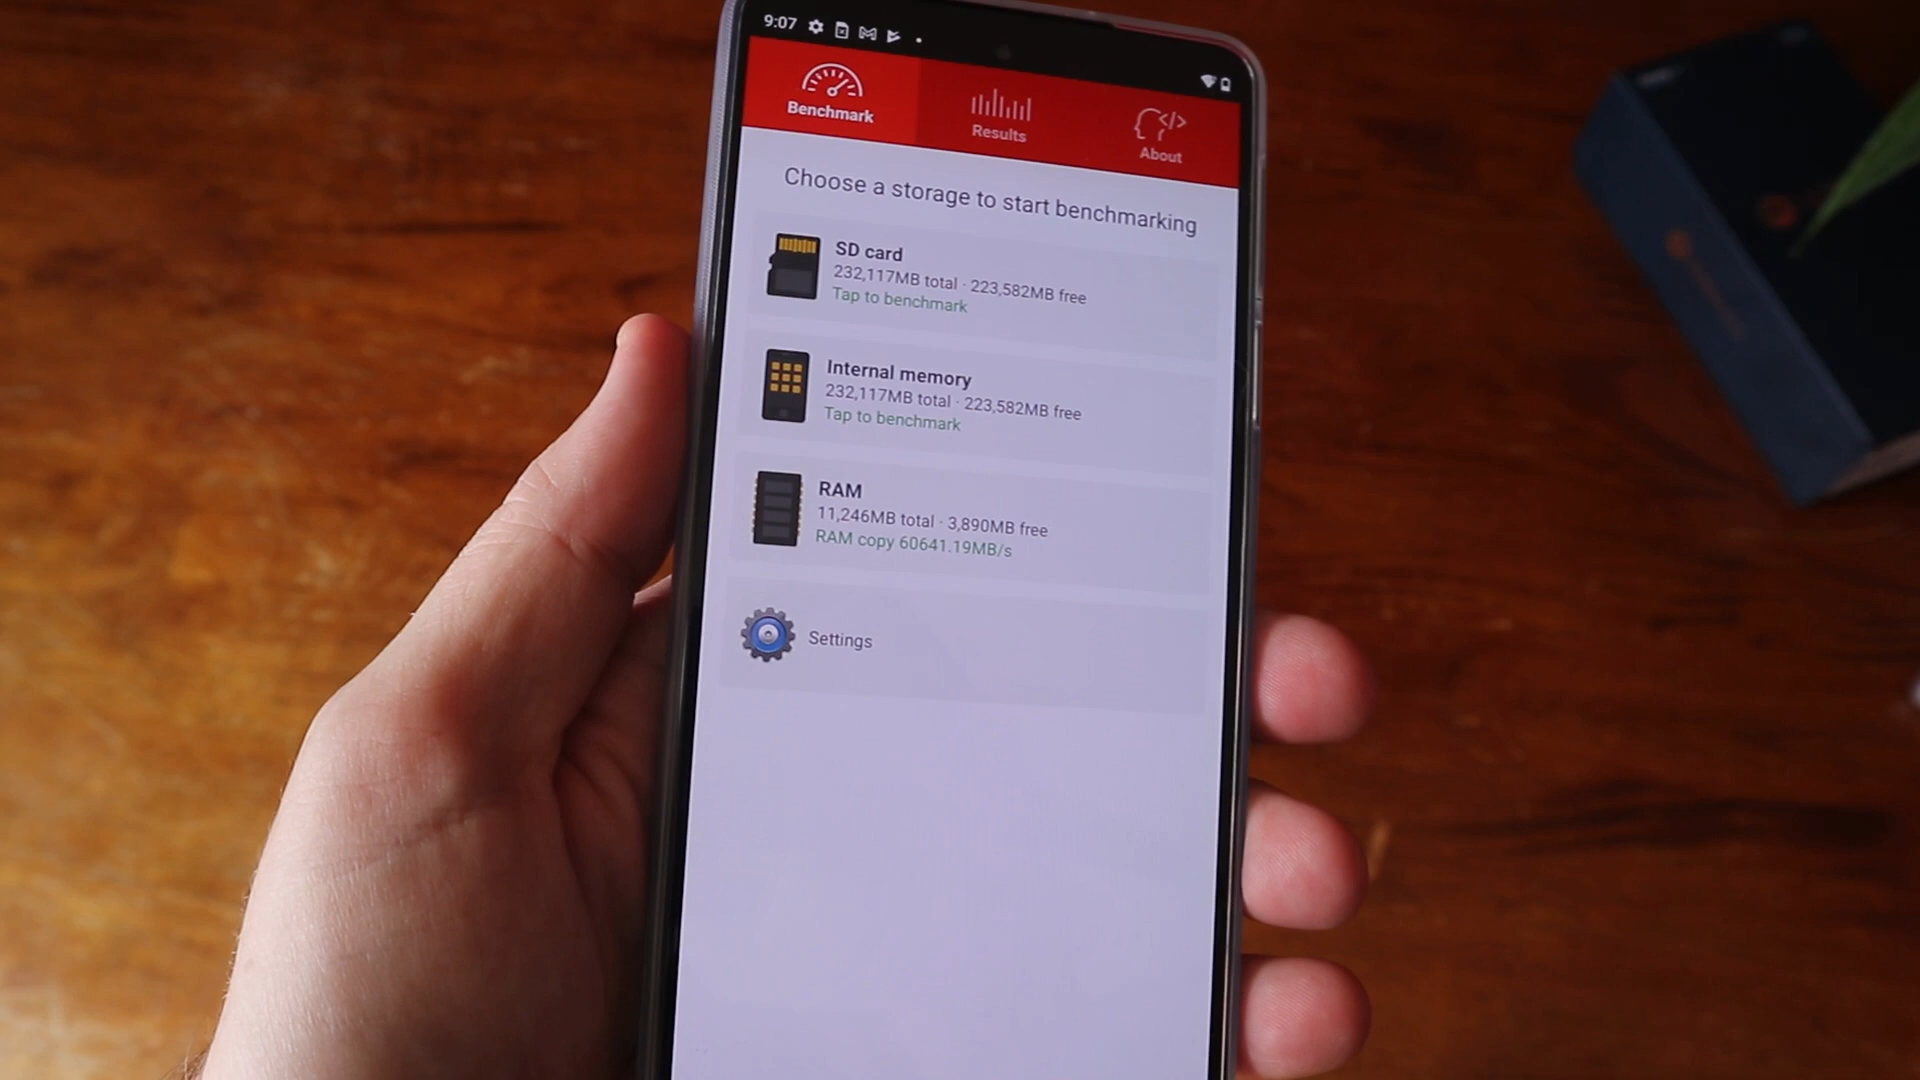 9:07
Benchmark
Results
About
Choose a storage to start benchmarking
SD card
232,117MB total · 223,582MB free
Tap to benchmark
Internal memory
232,117MB total · 223,582MB free
Tap to benchmark
RAM
11,246MB total · 3,890MB free
RAM copy 60641.19MB/s
Settings